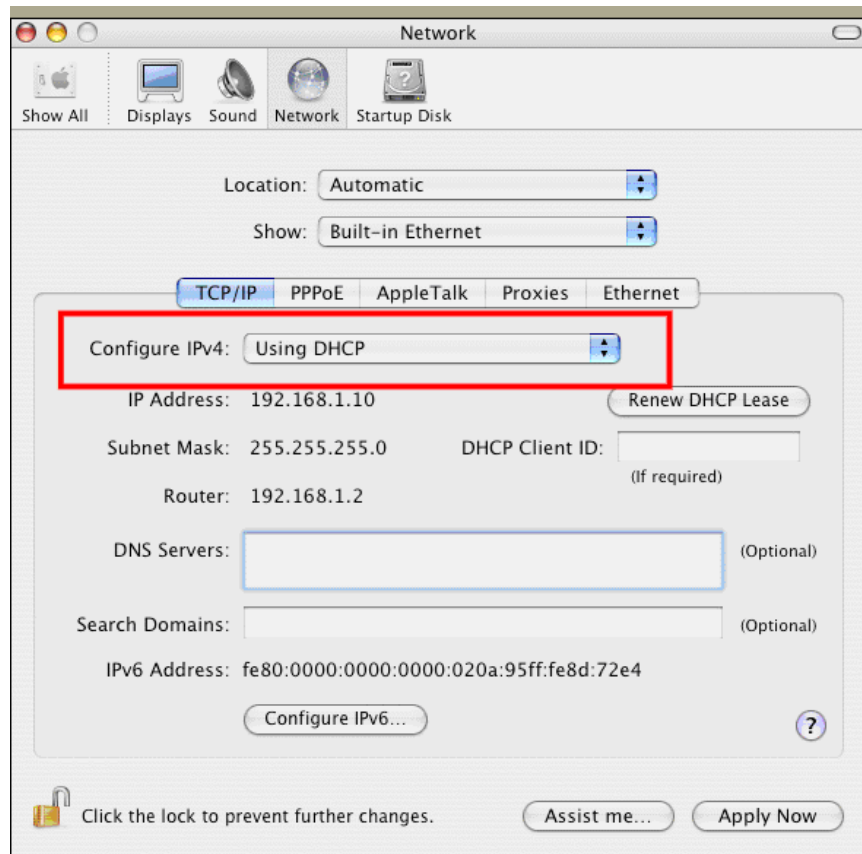 Network
Show All Displays Sound Network Startup Disk
Location: Automatic
Show: Built-in Ethernet
TCP/IP PPPoE AppleTalk Proxies Ethernet
Configure IPv4: Using DHCP
IP Address: 192.168.1.10 Renew DHCP Lease
Subnet Mask: 255.255.255.0 DHCP Client ID:
(If required)
Router: 192.168.1.2
DNS Servers: (Optional)
Search Domains: (Optional)
IPv6 Address: fe80:0000:0000:0000:020a:95ff:fe8d:72e4
Configure IPv6... ?
Click the lock to prevent further changes. Assist me... Apply Now